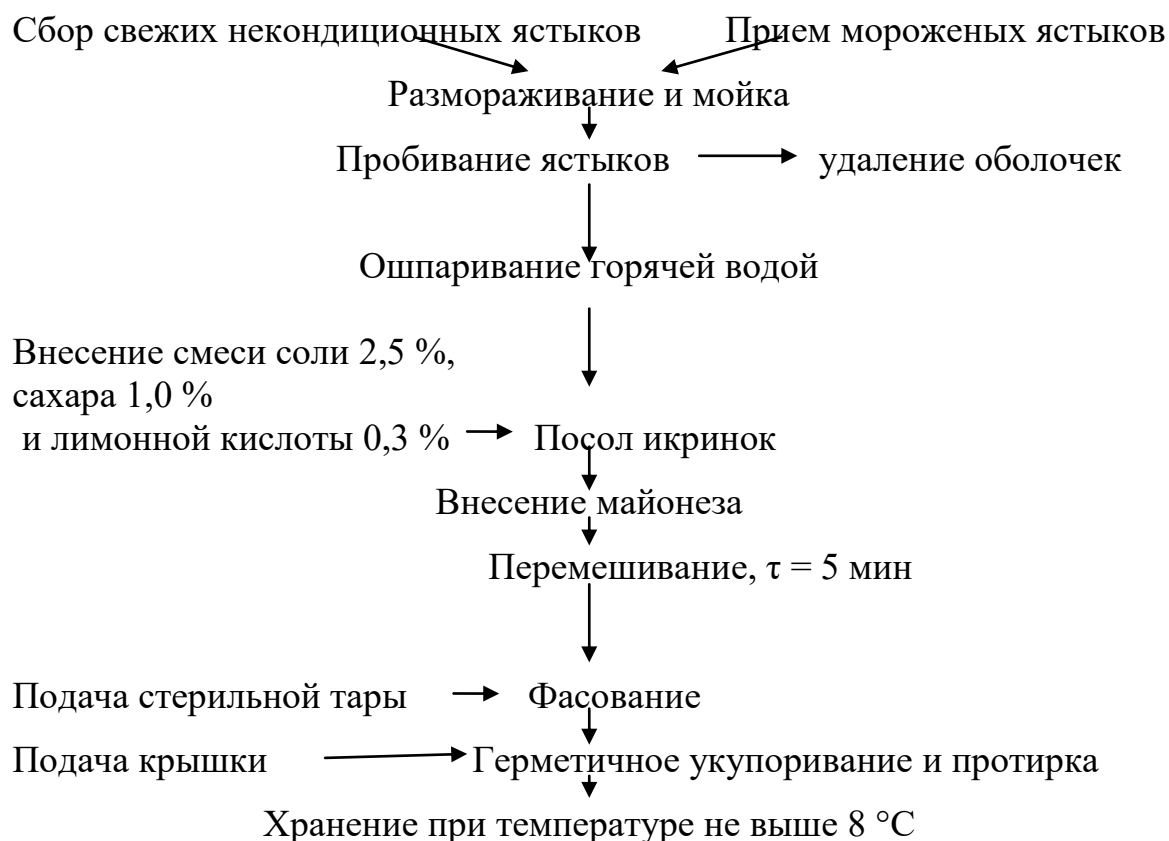 Сбор свежих некондиционных ястыков Прием мороженых ястыков
Размораживание и мойка
Пробивание ястыков удаление оболочек
Ошпаривание горячей водой
Внесение смеси соли 2,5 %,
сахара 1,0 %
и лимонной кислоты 0,3 % Посол икринок
Внесение майонеза
Перемешивание, τ = 5 мин
Подача стерильной тары Фасование
Подача крышки Герметичное укупоривание и протирка
Хранение при температуре не выше 8 °С